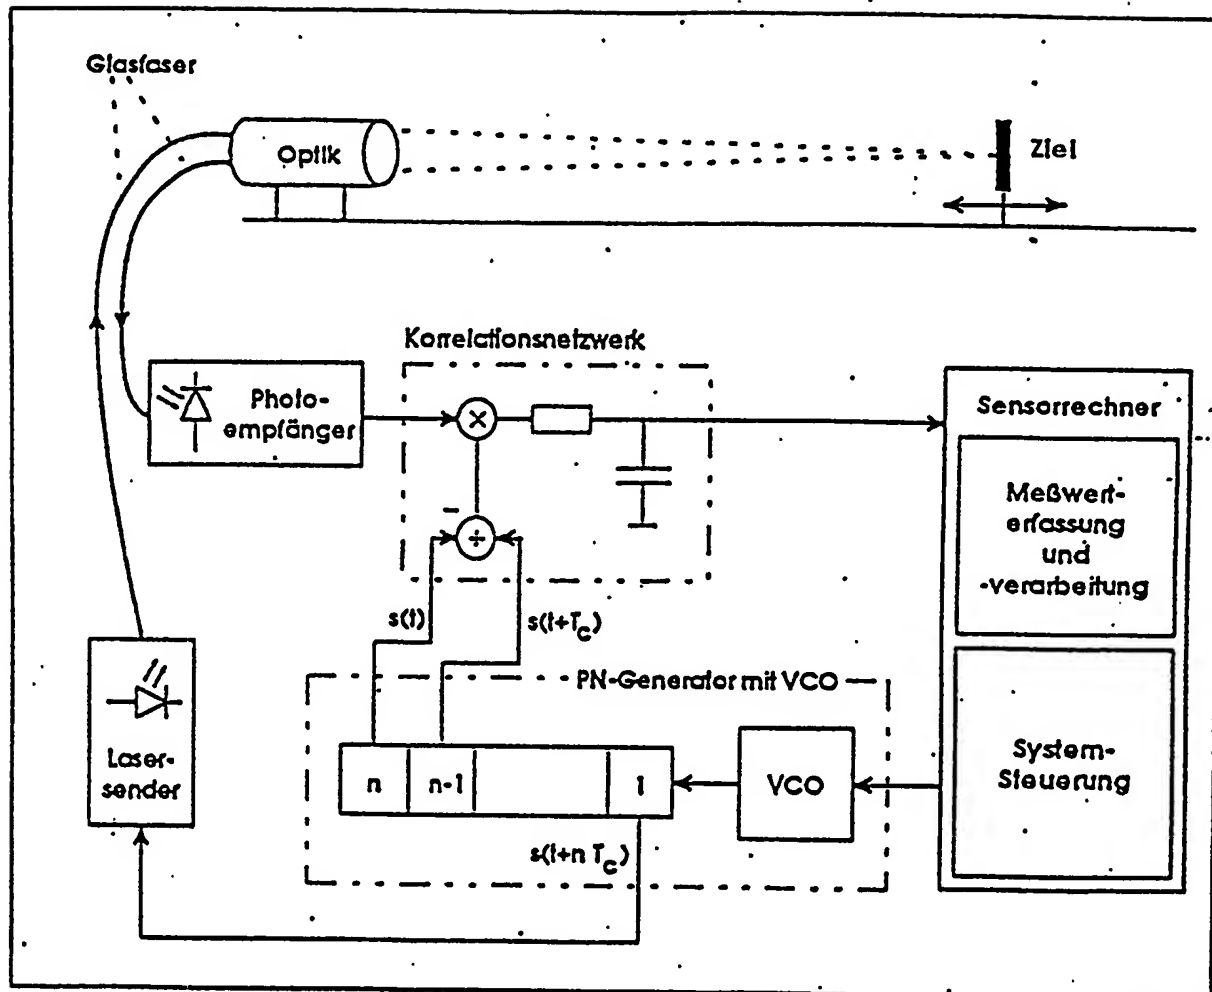 Glasfaser
Optik
Ziel
Korrelationsnetzwerk
Photo-
empfänger
Sensorrechner
Meßwert-
erfassung
und
-verarbeitung
s(t)
s(t+T_c)
PN-Generator mit VCO
Laser-
sender
n
n-1
1
VCO
System-
Steuerung
s(t+n T_c)